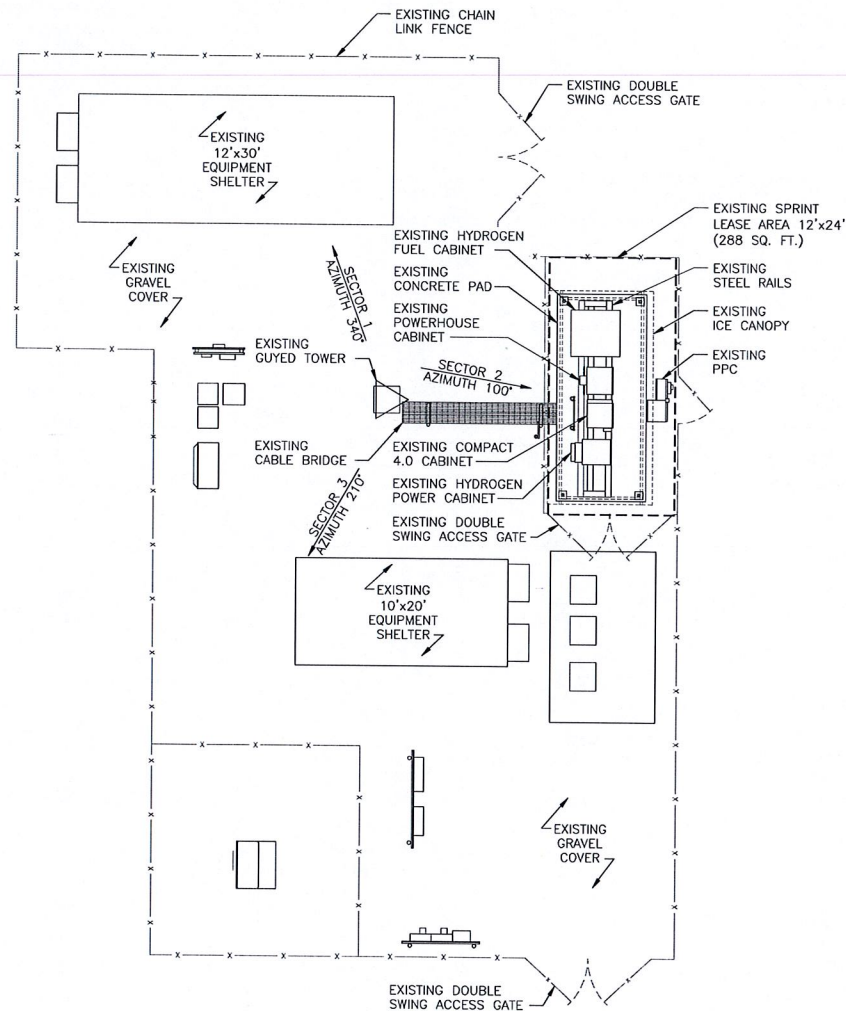 EXISTING CHAIN
LINK FENCE
EXISTING DOUBLE
SWING ACCESS GATE
EXISTING
12'x30'
EQUIPMENT
SHELTER
EXISTING SPRINT
LEASE AREA 12'x24'
(288 SQ. FT.)
EXISTING HYDROGEN
FUEL CABINET
EXISTING
STEEL RAILS
EXISTING
GRAVEL
COVER
SECTOR 1
AZIMUTH 340°
EXISTING
CONCRETE PAD
EXISTING
POWERHOUSE
CABINET
EXISTING
ICE CANOPY
EXISTING
GUYED TOWER
SECTOR 2
AZIMUTH 100°
EXISTING
PPC
EXISTING
CABLE BRIDGE
EXISTING COMPACT
4.0 CABINET
SECTOR 3
AZIMUTH 210°
EXISTING HYDROGEN
POWER CABINET
EXISTING DOUBLE
SWING ACCESS GATE
EXISTING
10'x20'
EQUIPMENT
SHELTER
EXISTING
GRAVEL
COVER
EXISTING DOUBLE
SWING ACCESS GATE